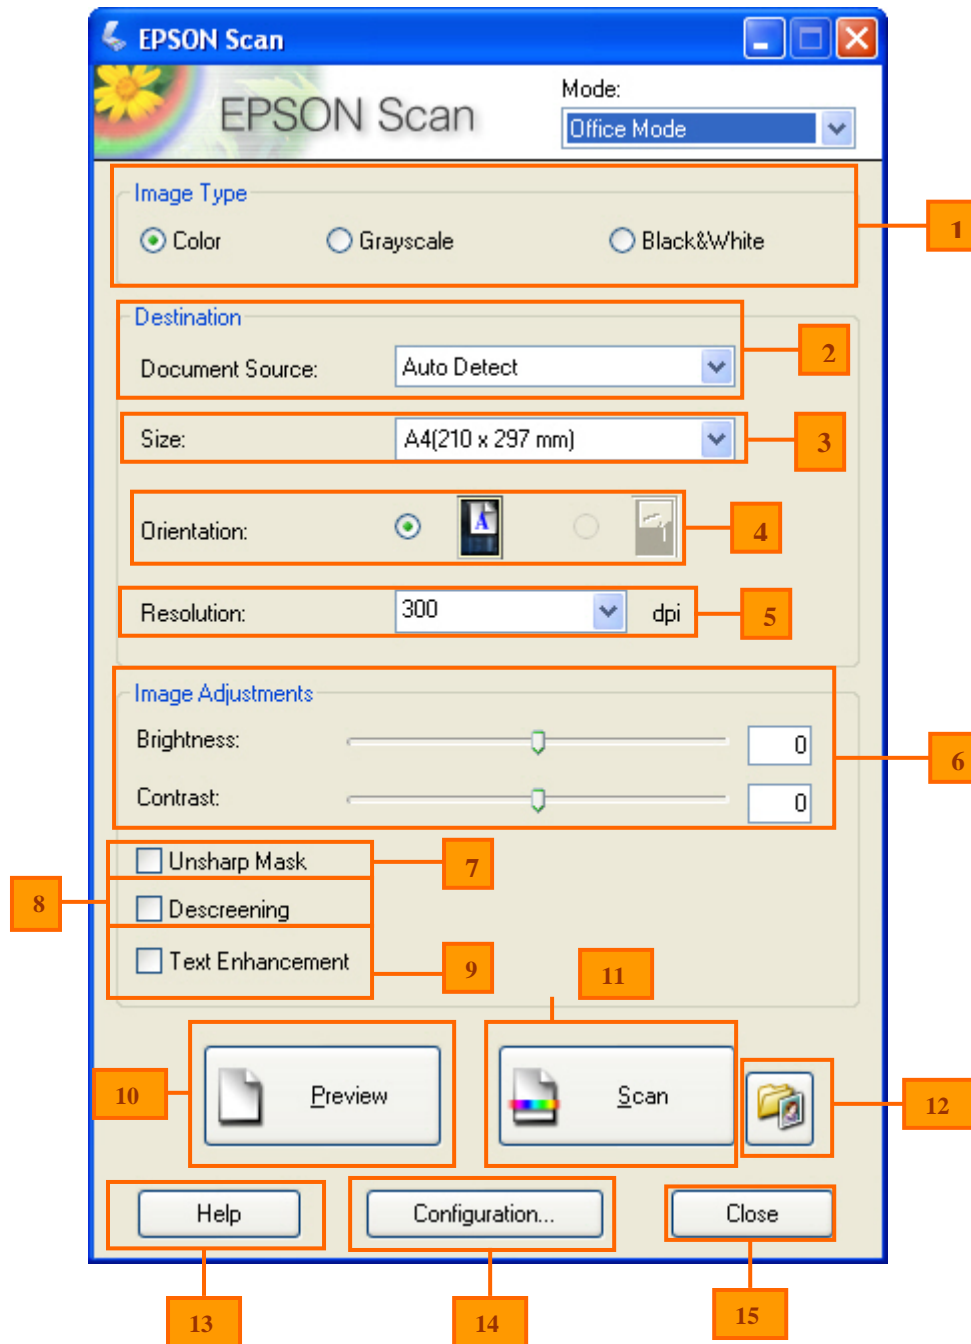 EPSON Scan
EPSON Scan
Mode:
Office Mode
Image Type
Color Grayscale Black&White
1
Destination
Document Source: Auto Detect
2
Size: A4(210 x 297 mm)
3
Orientation: A
4
Resolution: 300 dpi
5
Image Adjustments
Brightness: 0
6
Contrast: 0
Unsharp Mask
7
8
Descreening
Text Enhancement
9
11
10
Preview
Scan
12
Help
Configuration...
Close
13
14
15